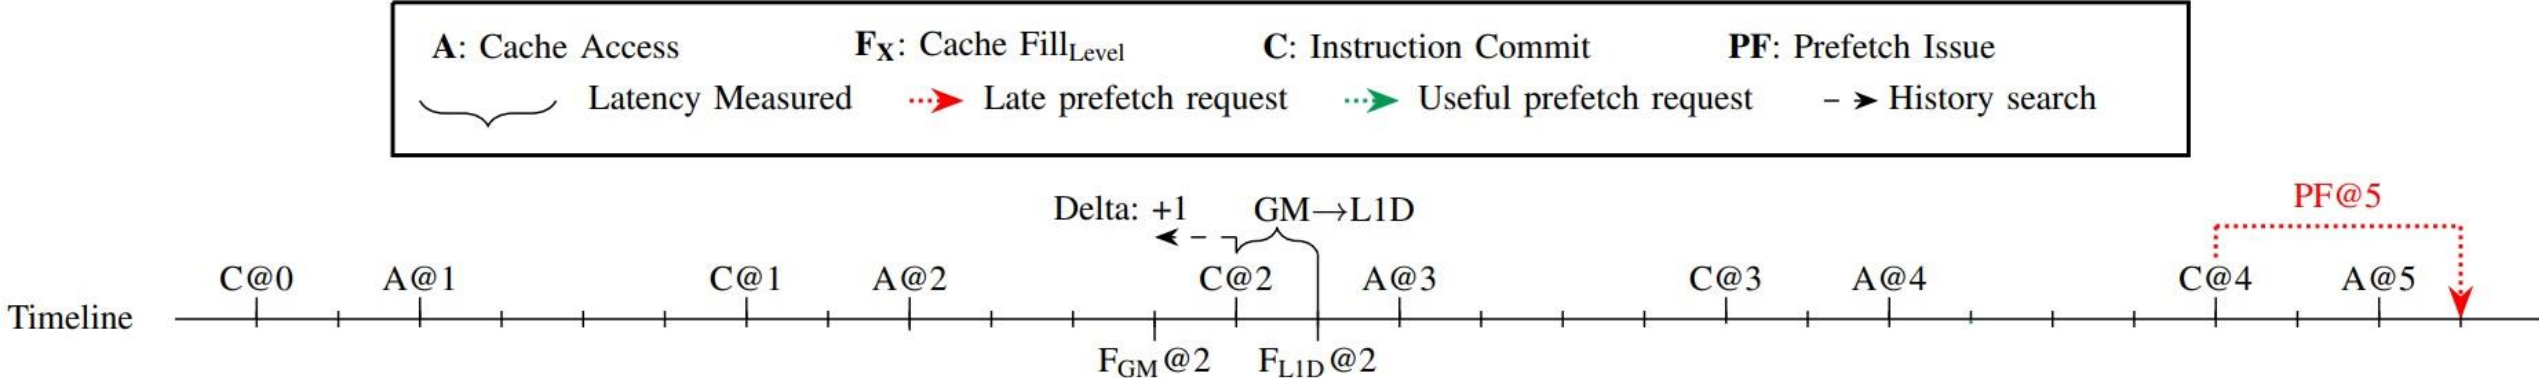 A: Cache Access F_X: Cache Fill_Level C: Instruction Commit PF: Prefetch Issue
Latency Measured Late prefetch request Useful prefetch request History search
PF@5
Delta: +1 GM→L1D
C@0 A@1 C@1 A@2 C@2 A@3 C@3 A@4 C@4 A@5
Timeline
F_GM@2 F_L1D@2